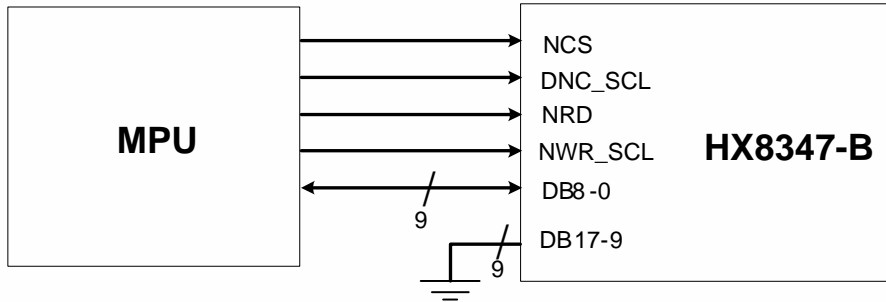 MPU
NCS
DNC_SCL
NRD
NWR_SCL
DB8-0
9
DB17-9
9
HX8347-B